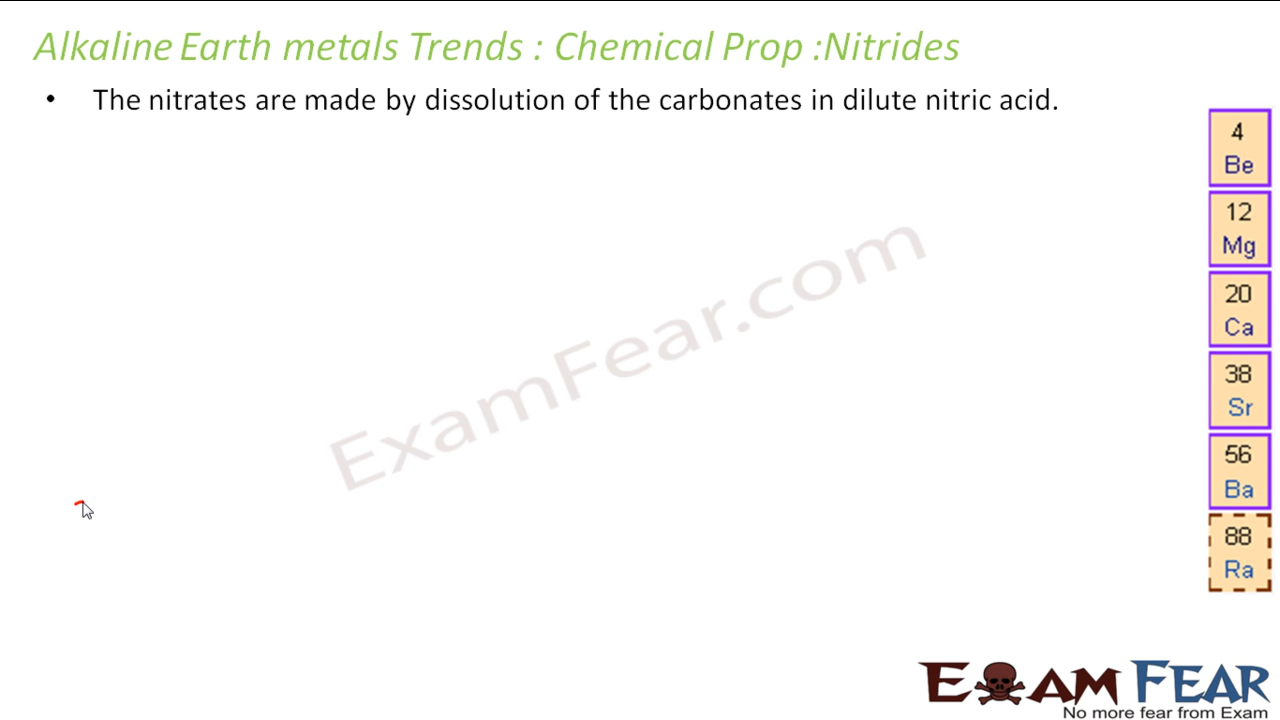 Alkaline Earth metals Trends : Chemical Prop :Nitrides
• The nitrates are made by dissolution of the carbonates in dilute nitric acid.
4
Be
12
Mg
20
Ca
38
Sr
56
Ba
88
Ra
ExamFear.com
EXAM FEAR
No more fear from Exam